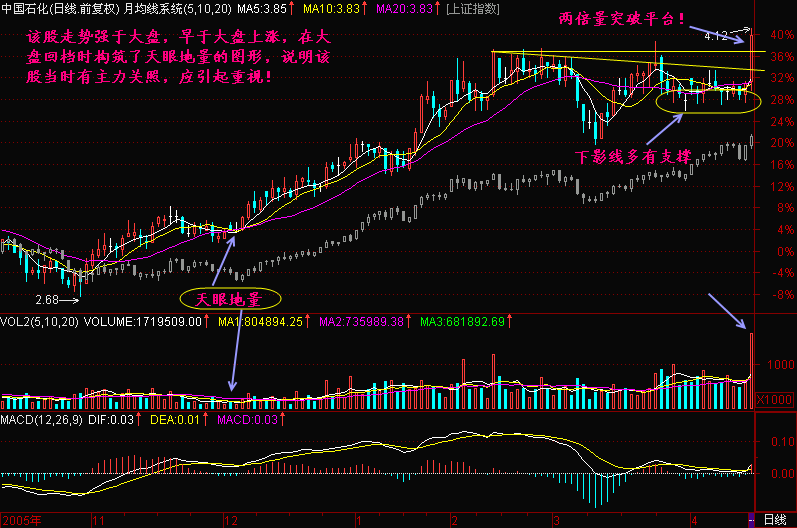 中国石化(日线.前复权) 月均线系统(5,10,20) MA5:3.85↑ MA10:3.83↑ MA20:3.83↑ [上证指数]
两倍量突破平台！
4.12
该股走势强于大盘，早于大盘上涨，在大
盘回档时构筑了天眼地量的图形，说明该
股当时有主力关照，应引起重视！
40%
36%
32%
28%
24%
20%
16%
12%
8%
4%
0%
-4%
-8%
下影线多有支撑
天眼地量
2.68
VOL2(5,10,20) VOLUME:1719509.00↑ MA1:804894.25↑ MA2:735989.38↑ MA3:681892.69↑
1000
X1000
MACD(12,26,9) DIF:0.03↑ DEA:0.01↑ MACD:0.03↑
0.10
0.00
2005年 11 12 1 2 3 4 日线